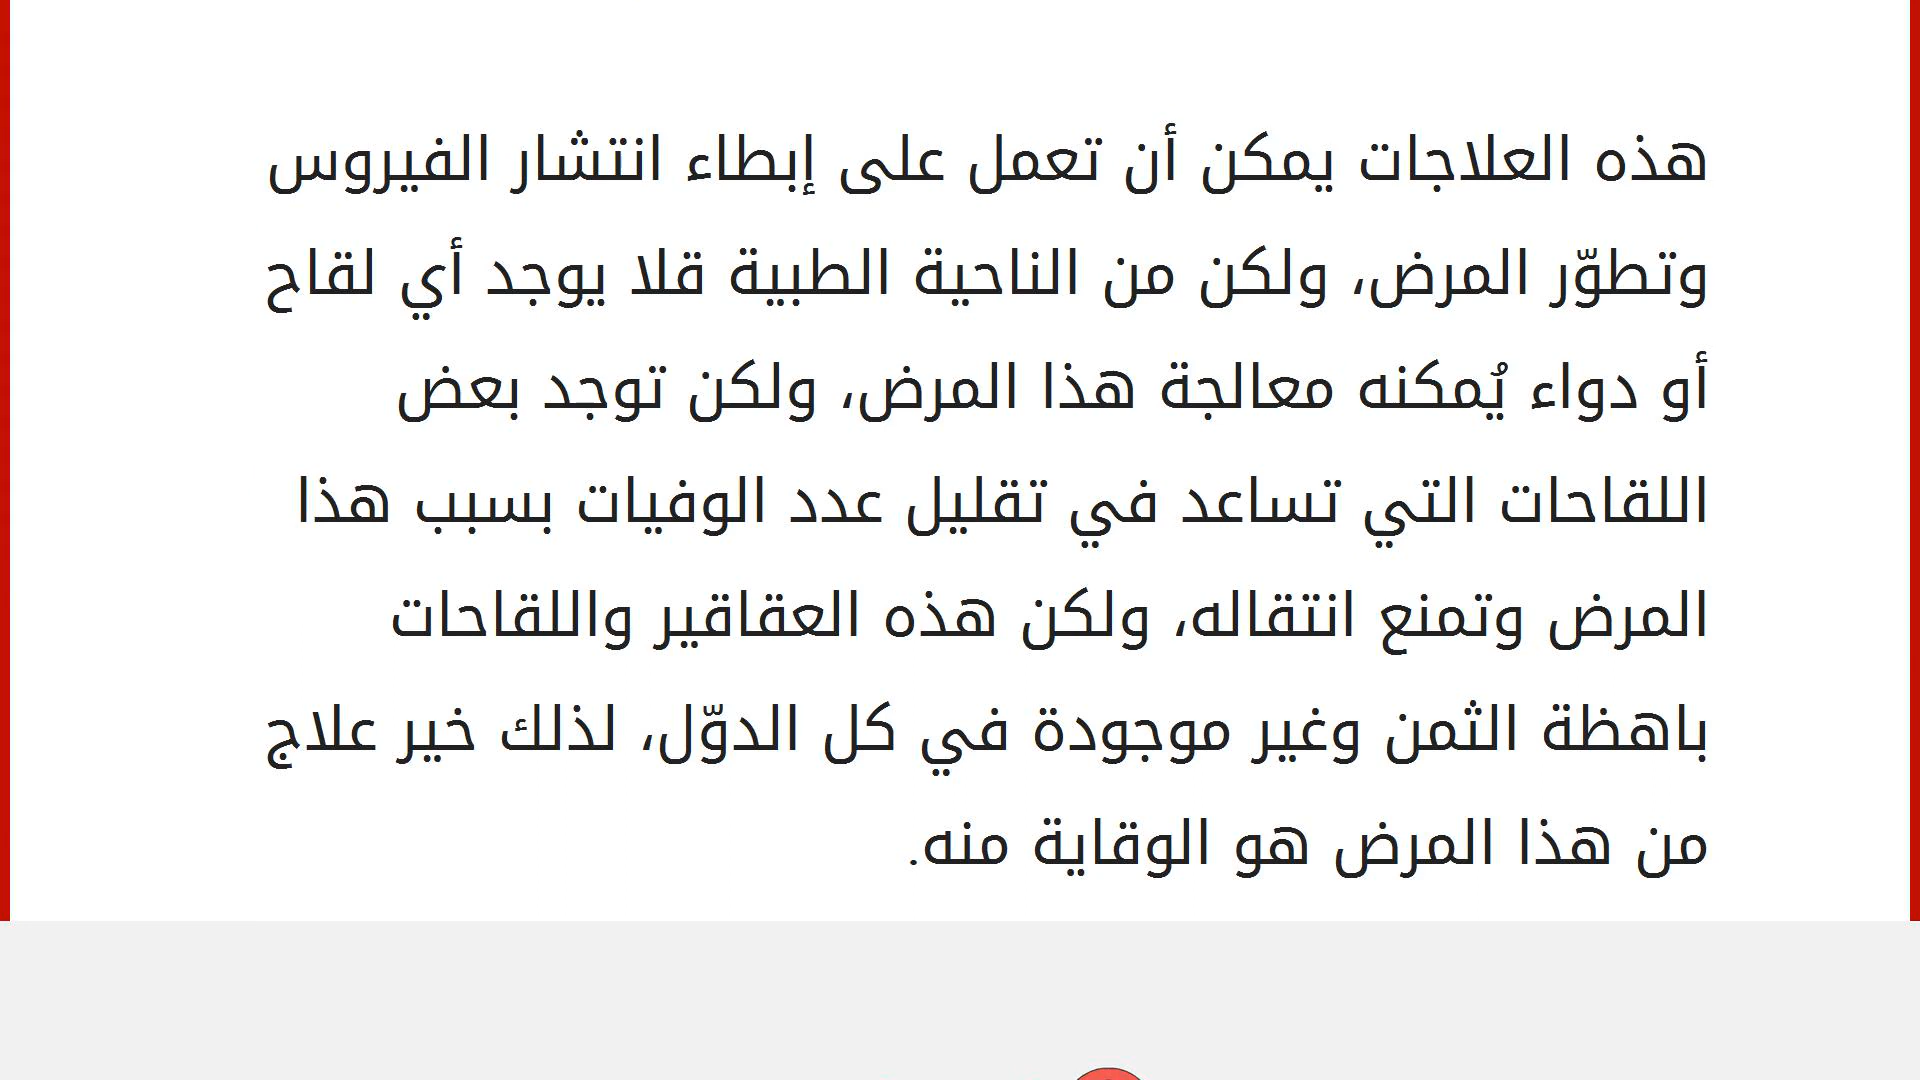 هذه العلاجات يمكن أن تعمل على إبطاء انتشار الفيروس
وتطوّر المرض، ولكن من الناحية الطبية قلا يوجد أي لقاح
أو دواء يُمكنه معالجة هذا المرض، ولكن توجد بعض
اللقاحات التي تساعد في تقليل عدد الوفيات بسبب هذا
المرض وتمنع انتقاله، ولكن هذه العقاقير واللقاحات
باهظة الثمن وغير موجودة في كل الدوّل، لذلك خير علاج
من هذا المرض هو الوقاية منه.